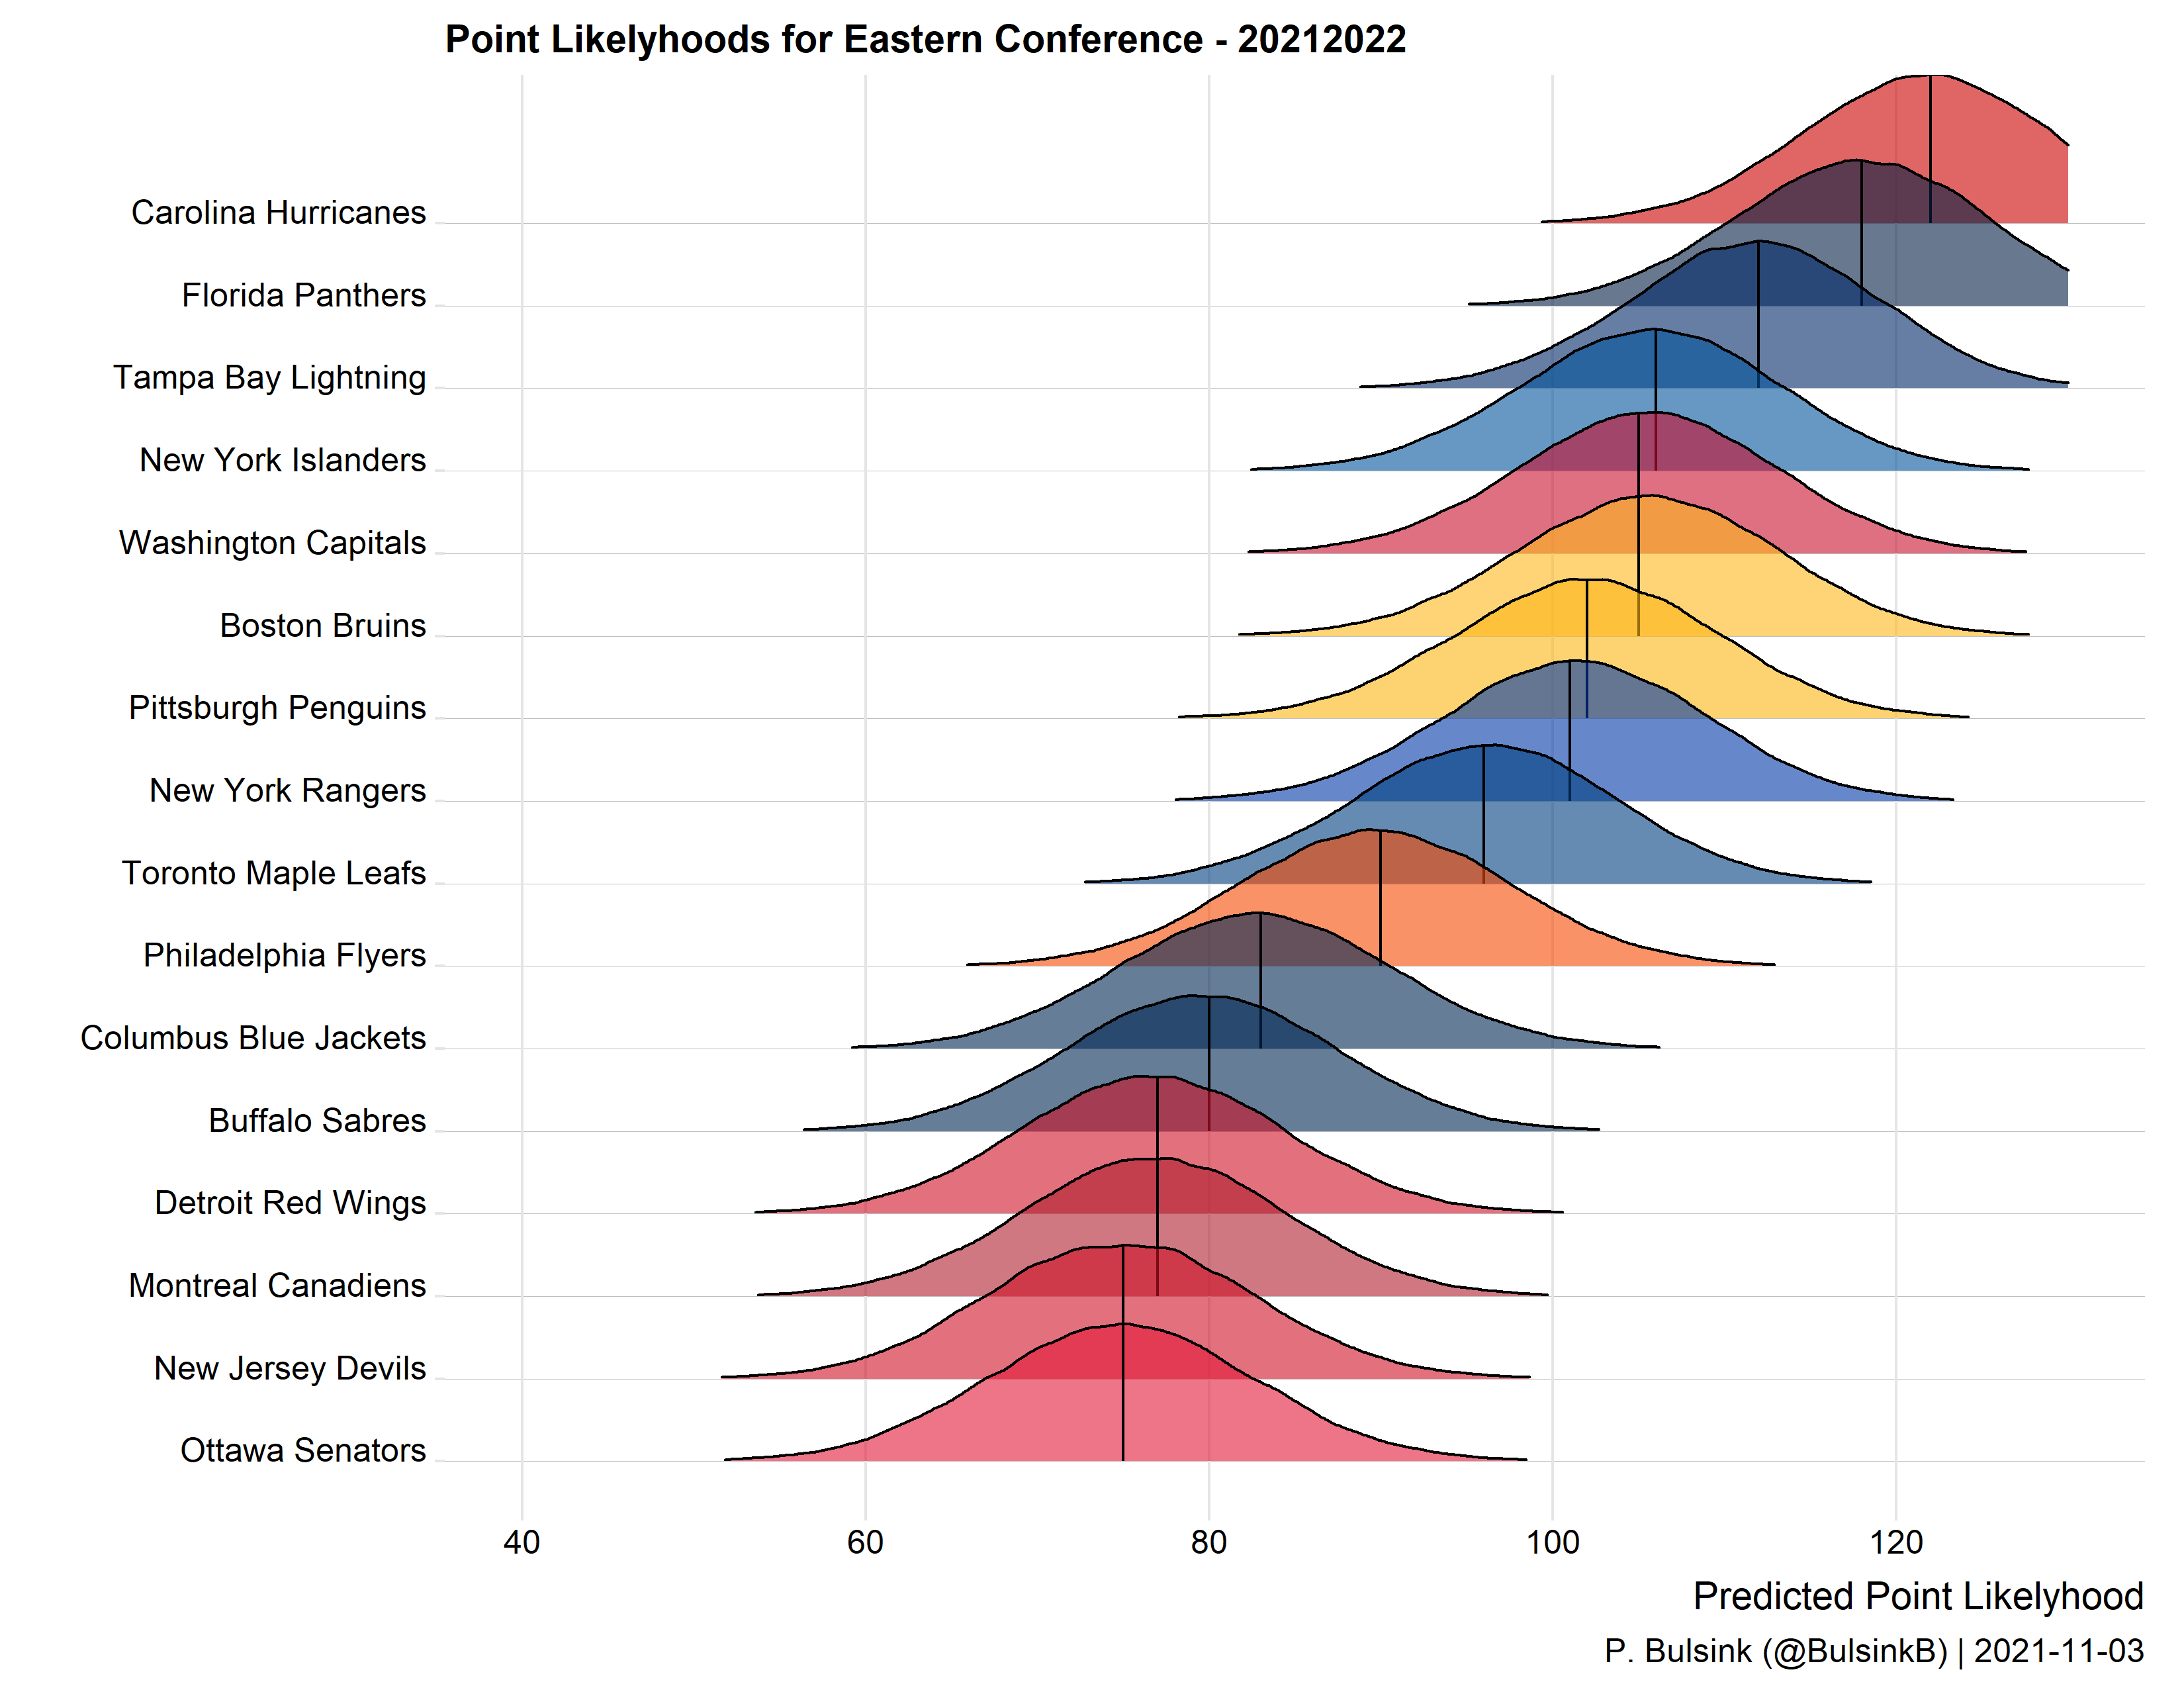 Point Likelyhoods for Eastern Conference - 20212022
Carolina Hurricanes
Florida Panthers
Tampa Bay Lightning
New York Islanders
Washington Capitals
Boston Bruins
Pittsburgh Penguins
New York Rangers
Toronto Maple Leafs
Philadelphia Flyers
Columbus Blue Jackets
Buffalo Sabres
Detroit Red Wings
Montreal Canadiens
New Jersey Devils
Ottawa Senators
40 60 80 100 120
Predicted Point Likelyhood
P. Bulsink (@BulsinkB) | 2021-11-03